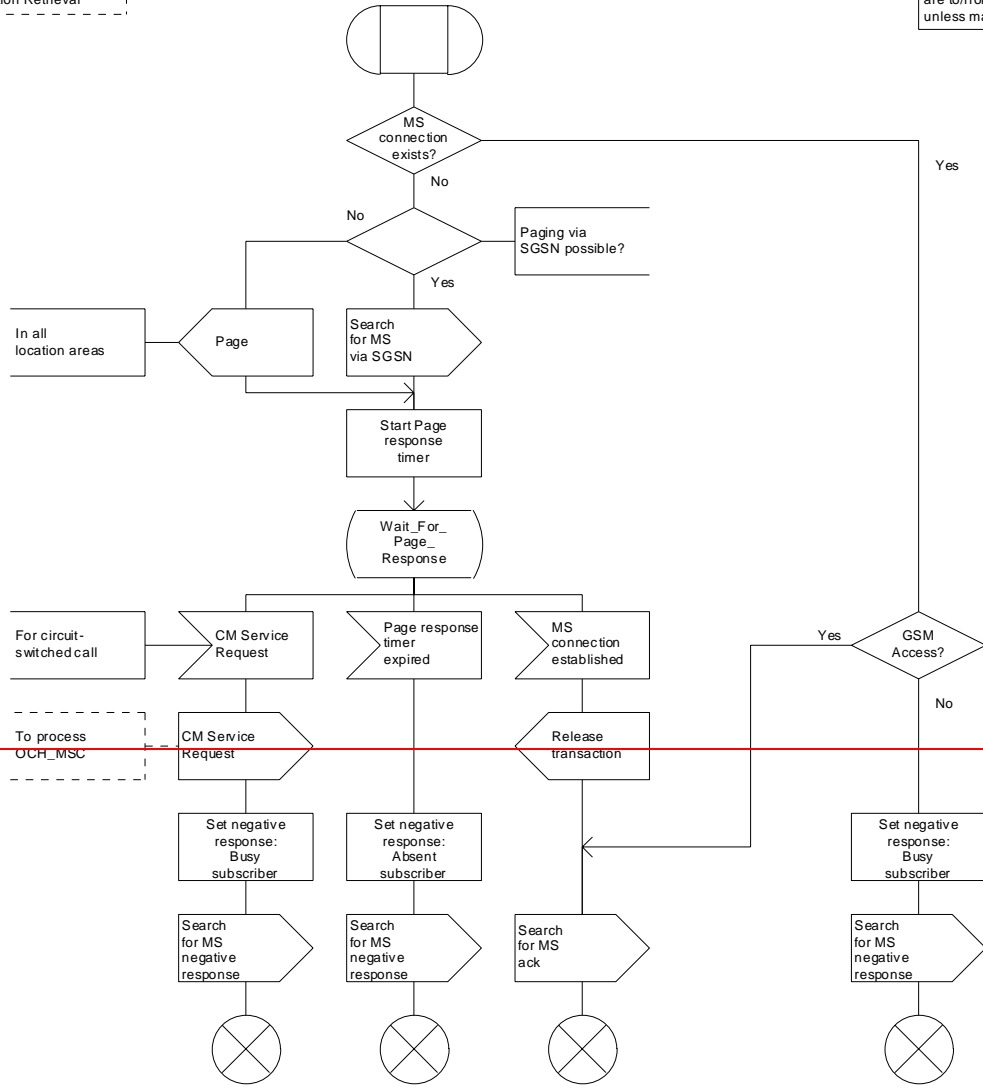 ion Retrieval
unless ma
MS
connection
exists?
Yes
No
No
Paging via
SGSN possible?
Yes
In all
location areas
Page
Search
for MS
via SGSN
Start Page
response
timer
Wait_For_
Page_
Response
For circuit-
switched call
CM Service
Request
Page response
timer
expired
MS
connection
established
Yes
GSM
Access?
No
To process
OCH_MSC
CM Service
Request
Release
transaction
Set negative
response:
Busy
subscriber
Set negative
response:
Absent
subscriber
Set negative
response:
Busy
subscriber
Search
for MS
negative
response
Search
for MS
negative
response
Search
for MS
ack
Search
for MS
negative
response